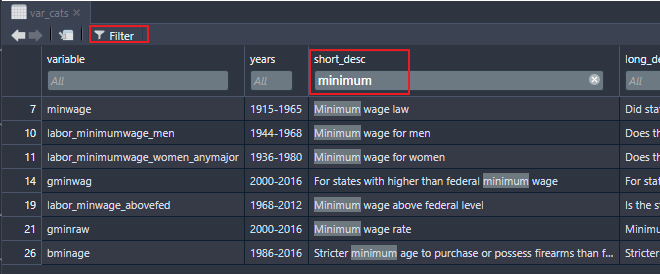 var_cats
Filter
variable years short_desc long_de
All All minimum All
7 minwage 1915-1965 Minimum wage law Did sta
10 labor_minimumwage_men 1944-1968 Minimum wage for men Does th
11 labor_minimumwage_women_anymajor 1936-1980 Minimum wage for women Does th
14 gminwag 2000-2016 For states with higher than federal minimum wage For stat
19 labor_minwage_abovefed 1968-2012 Minimum wage above federal level Is the s
21 gminraw 2000-2016 Minimum wage rate Minimu
26 bminage 1986-2016 Stricter minimum age to purchase or possess firearms than f... Stricter